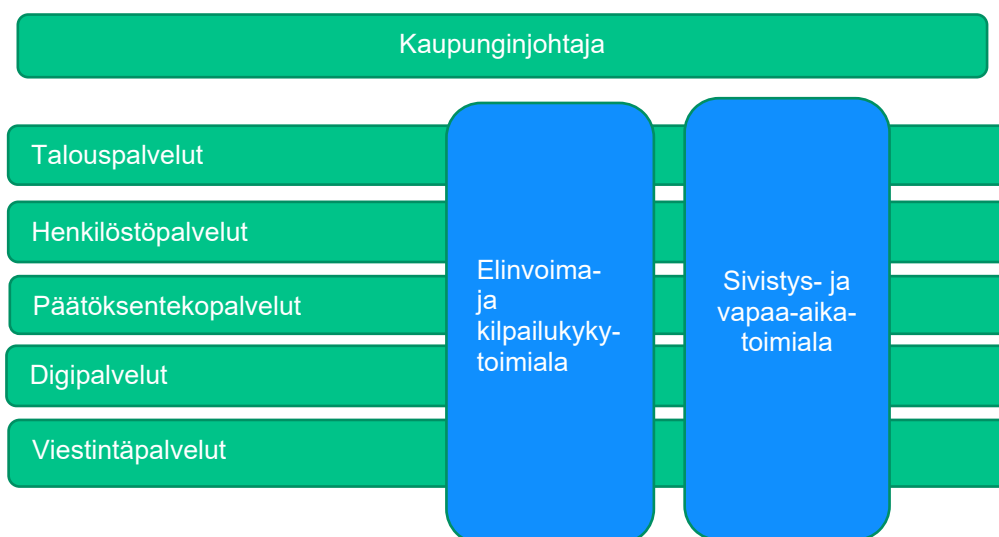 Kaupunginjohtaja
Talouspalvelut
Henkilöstöpalvelut
Päätöksentekopalvelut
Digipalvelut
Viestintäpalvelut
Elinvoima-
ja
kilpailukyky-
toimiala
Sivistys- ja
vapaa-aika-
toimiala